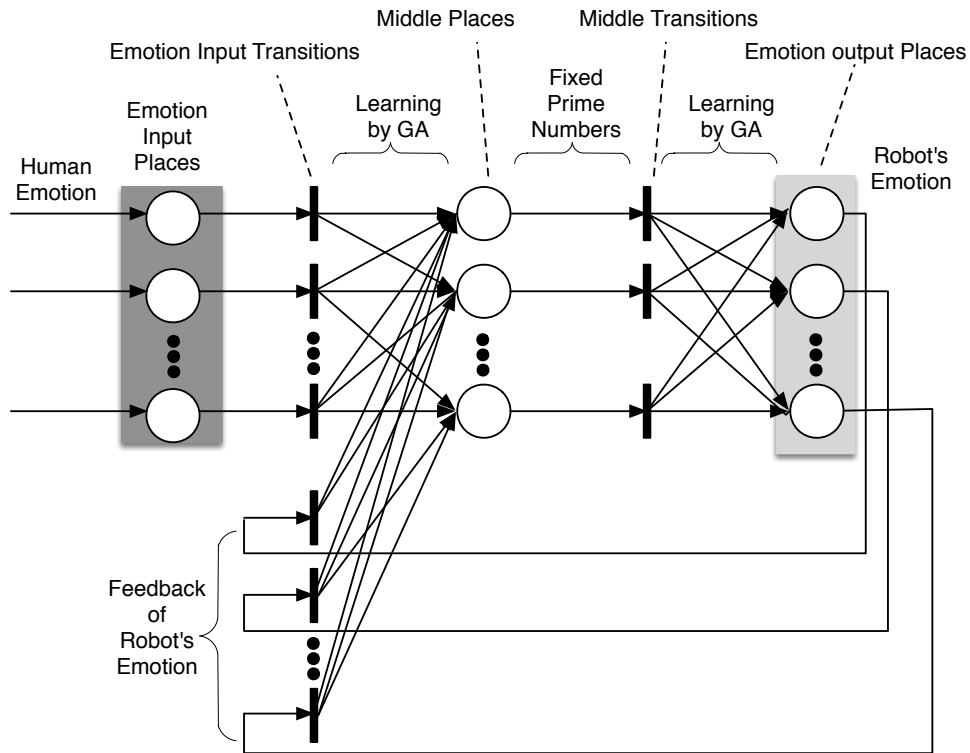 Middle Places
Middle Transitions
Emotion Input Transitions
Emotion output Places
Emotion
Input
Places
Learning
by GA
Fixed
Prime
Numbers
Learning
by GA
Human
Emotion
Robot's
Emotion
Feedback
of
Robot's
Emotion